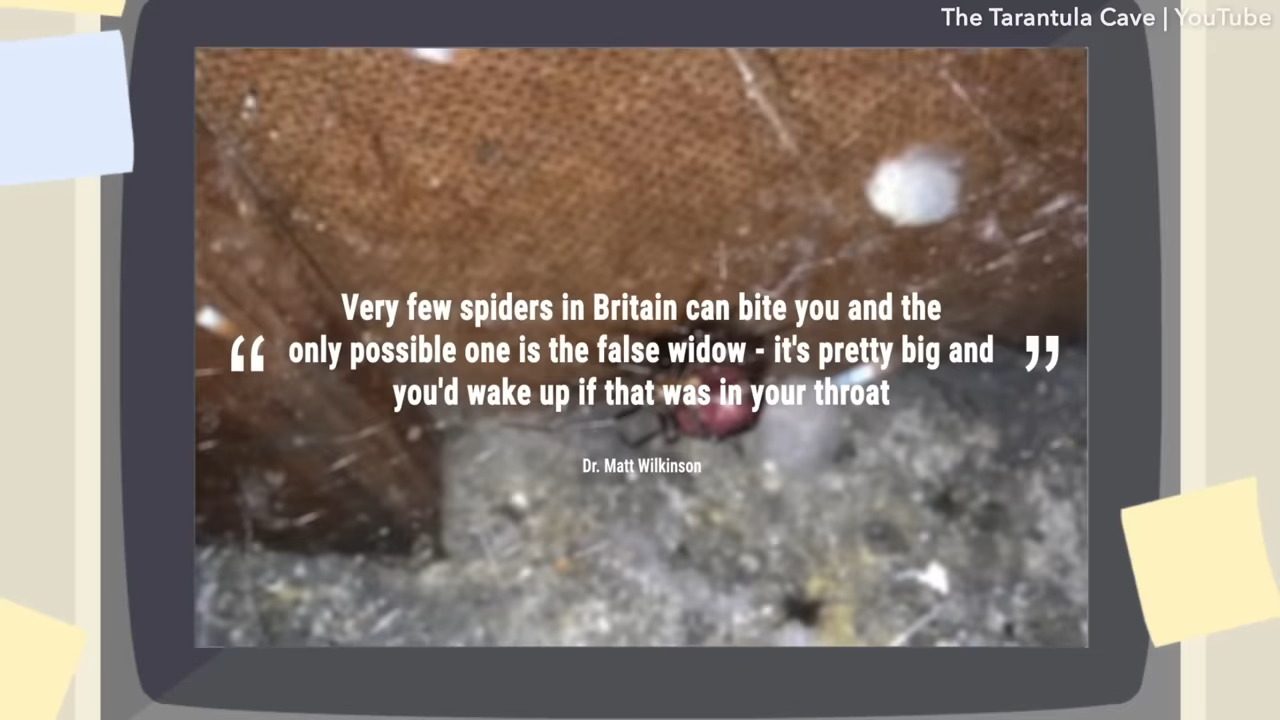 The Tarantula Cave | YouTube
Very few spiders in Britain can bite you and the
“ only possible one is the false widow - it's pretty big and ”
you'd wake up if that was in your throat
Dr. Matt Wilkinson